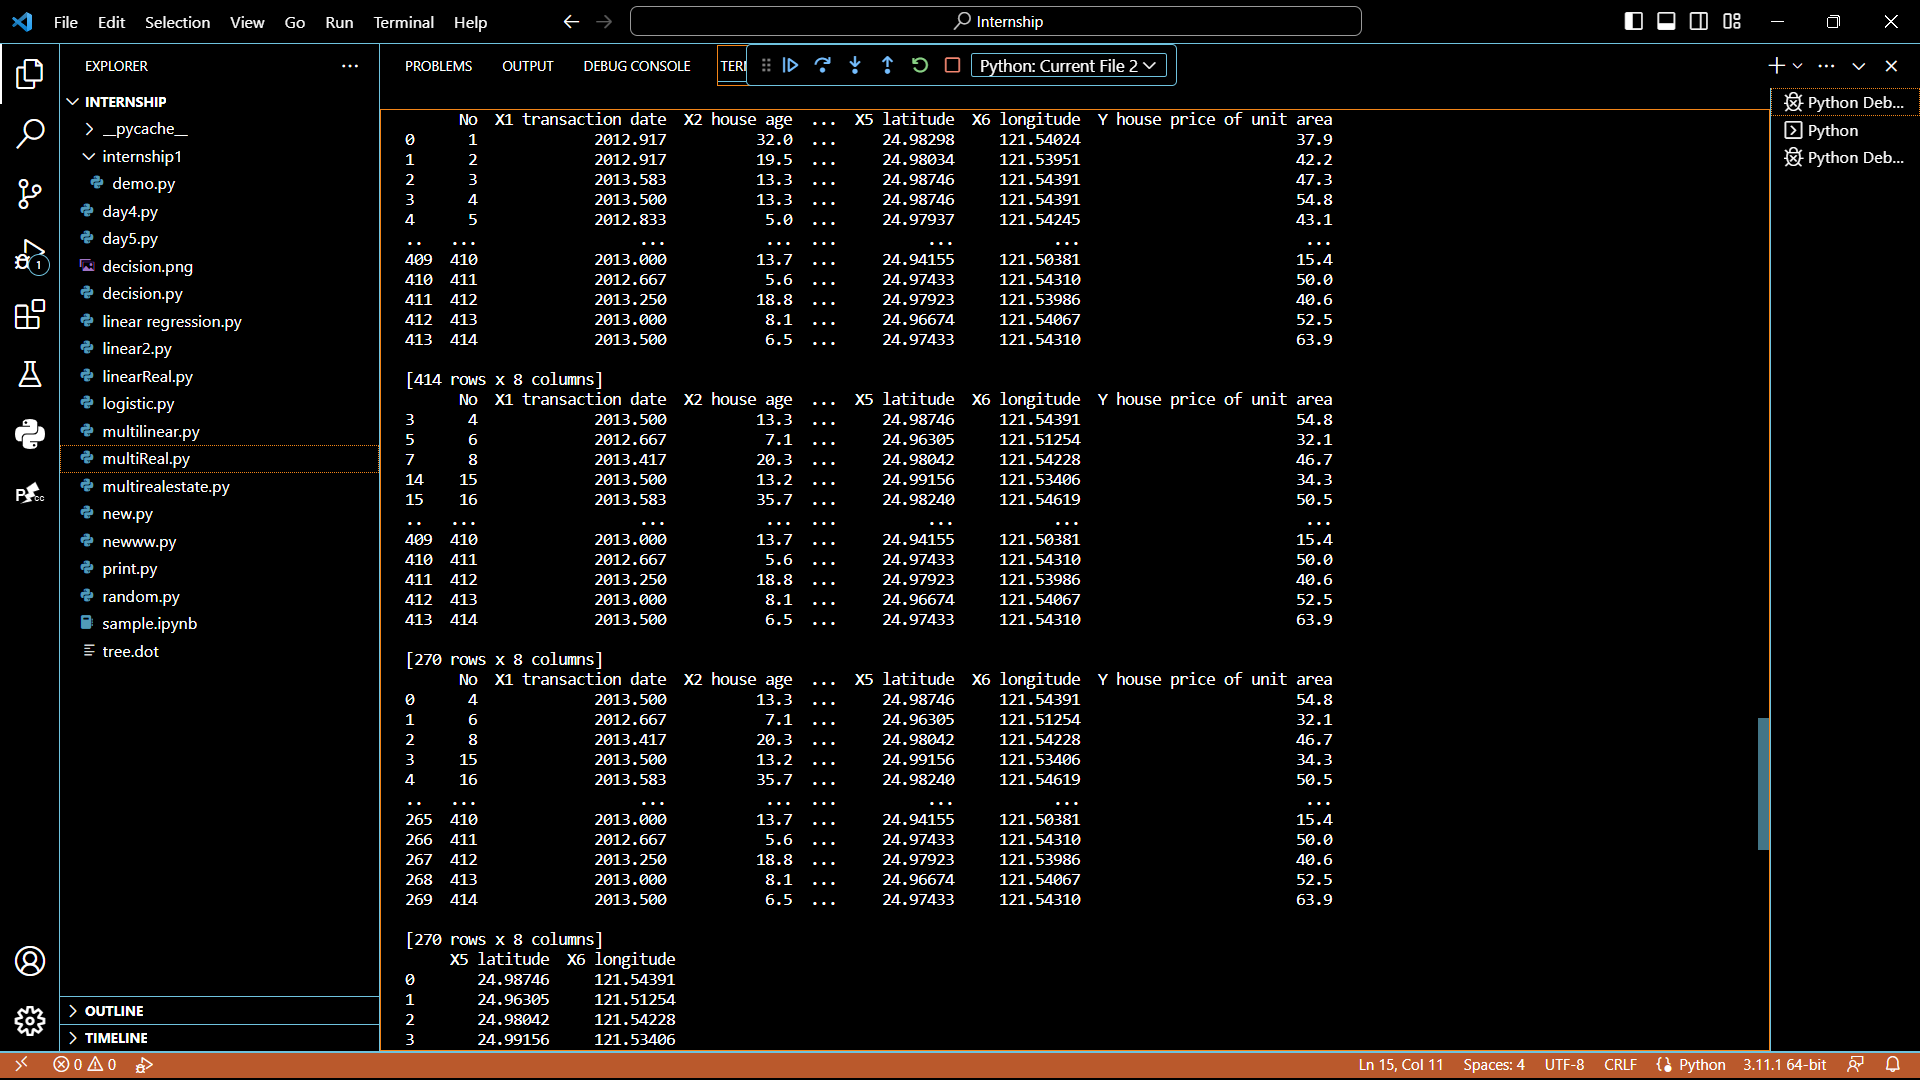 File Edit Selection View Go Run Terminal Help
Internship
EXPLORER
INTERNSHIP
__pycache__
internship1
demo.py
day4.py
day5.py
decision.png
decision.py
linear regression.py
linear2.py
linearReal.py
logistic.py
multilinear.py
multiReal.py
multirealestate.py
new.py
newww.py
print.py
random.py
sample.ipynb
tree.dot
OUTLINE
TIMELINE
PROBLEMS OUTPUT DEBUG CONSOLE TERI
Python: Current File 2
No X1 transaction date X2 house age ... X5 latitude X6 longitude Y house price of unit area
0 1 2012.917 32.0 ... 24.98298 121.54024 37.9
1 2 2012.917 19.5 ... 24.98034 121.53951 42.2
2 3 2013.583 13.3 ... 24.98746 121.54391 47.3
3 4 2013.500 13.3 ... 24.98746 121.54391 54.8
4 5 2012.833 5.0 ... 24.97937 121.54245 43.1
.. ... ... ... ... ... ... ...
409 410 2013.000 13.7 ... 24.94155 121.50381 15.4
410 411 2012.667 5.6 ... 24.97433 121.54310 50.0
411 412 2013.250 18.8 ... 24.97923 121.53986 40.6
412 413 2013.000 8.1 ... 24.96674 121.54067 52.5
413 414 2013.500 6.5 ... 24.97433 121.54310 63.9
[414 rows x 8 columns]
No X1 transaction date X2 house age ... X5 latitude X6 longitude Y house price of unit area
3 4 2013.500 13.3 ... 24.98746 121.54391 54.8
5 6 2012.667 7.1 ... 24.96305 121.51254 32.1
7 8 2013.417 20.3 ... 24.98042 121.54228 46.7
14 15 2013.500 13.2 ... 24.99156 121.53406 34.3
15 16 2013.583 35.7 ... 24.98240 121.54619 50.5
.. ... ... ... ... ... ... ...
409 410 2013.000 13.7 ... 24.94155 121.50381 15.4
410 411 2012.667 5.6 ... 24.97433 121.54310 50.0
411 412 2013.250 18.8 ... 24.97923 121.53986 40.6
412 413 2013.000 8.1 ... 24.96674 121.54067 52.5
413 414 2013.500 6.5 ... 24.97433 121.54310 63.9
[270 rows x 8 columns]
No X1 transaction date X2 house age ... X5 latitude X6 longitude Y house price of unit area
0 4 2013.500 13.3 ... 24.98746 121.54391 54.8
1 6 2012.667 7.1 ... 24.96305 121.51254 32.1
2 8 2013.417 20.3 ... 24.98042 121.54228 46.7
3 15 2013.500 13.2 ... 24.99156 121.53406 34.3
4 16 2013.583 35.7 ... 24.98240 121.54619 50.5
.. ... ... ... ... ... ... ...
265 410 2013.000 13.7 ... 24.94155 121.50381 15.4
266 411 2012.667 5.6 ... 24.97433 121.54310 50.0
267 412 2013.250 18.8 ... 24.97923 121.53986 40.6
268 413 2013.000 8.1 ... 24.96674 121.54067 52.5
269 414 2013.500 6.5 ... 24.97433 121.54310 63.9
[270 rows x 8 columns]
X5 latitude X6 longitude
0 24.98746 121.54391
1 24.96305 121.51254
2 24.98042 121.54228
3 24.99156 121.53406
Python Deb...
Python
Python Deb...
1
0 0
Ln 15, Col 11 Spaces: 4 UTF-8 CRLF Python 3.11.1 64-bit